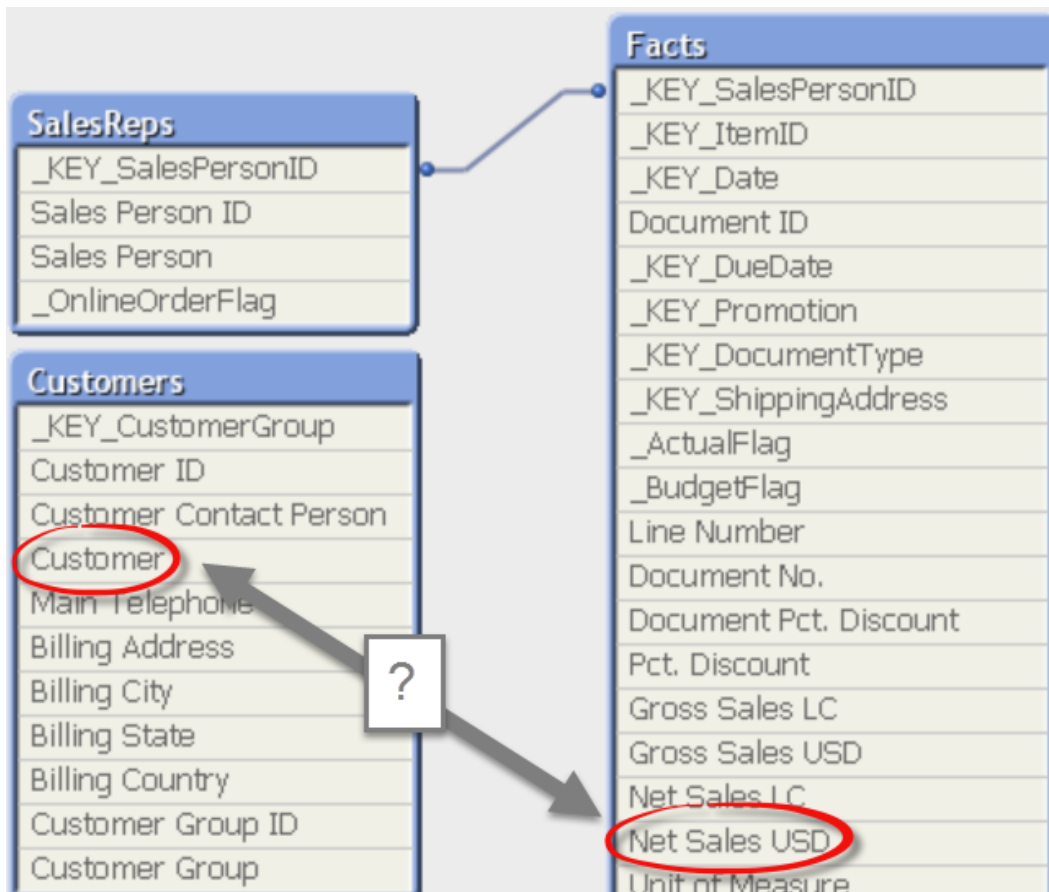 SalesReps
_KEY_SalesPersonID
Sales Person ID
Sales Person
_OnlineOrderFlag
Customers
_KEY_CustomerGroup
Customer ID
Customer Contact Person
Customer
Main Telephone
Billing Address
Billing City
Billing State
Billing Country
Customer Group ID
Customer Group
?
Facts
_KEY_SalesPersonID
_KEY_ItemID
_KEY_Date
Document ID
_KEY_DueDate
_KEY_Promotion
_KEY_DocumentType
_KEY_ShippingAddress
_ActualFlag
_BudgetFlag
Line Number
Document No.
Document Pct. Discount
Pct. Discount
Gross Sales LC
Gross Sales USD
Net Sales LC
Net Sales USD
Unit of Measure